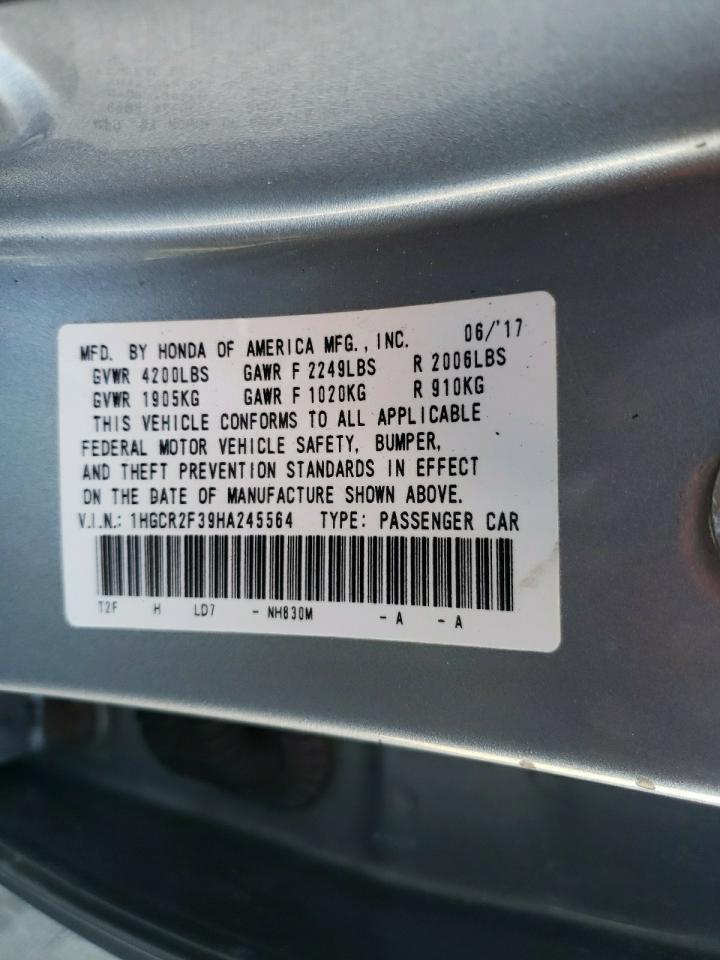 MFD. BY HONDA OF AMERICA MFG., INC. 06/'17
GVWR 4200LBS GAWR F 2249LBS R 2006LBS
GVWR 1905KG GAWR F 1020KG R 910KG
THIS VEHICLE CONFORMS TO ALL APPLICABLE
FEDERAL MOTOR VEHICLE SAFETY, BUMPER,
AND THEFT PREVENTION STANDARDS IN EFFECT
ON THE DATE OF MANUFACTURE SHOWN ABOVE.
V.I.N.: 1HGCR2F39HA245564 TYPE: PASSENGER CAR
T2F H LD7 - NH830M - A - A